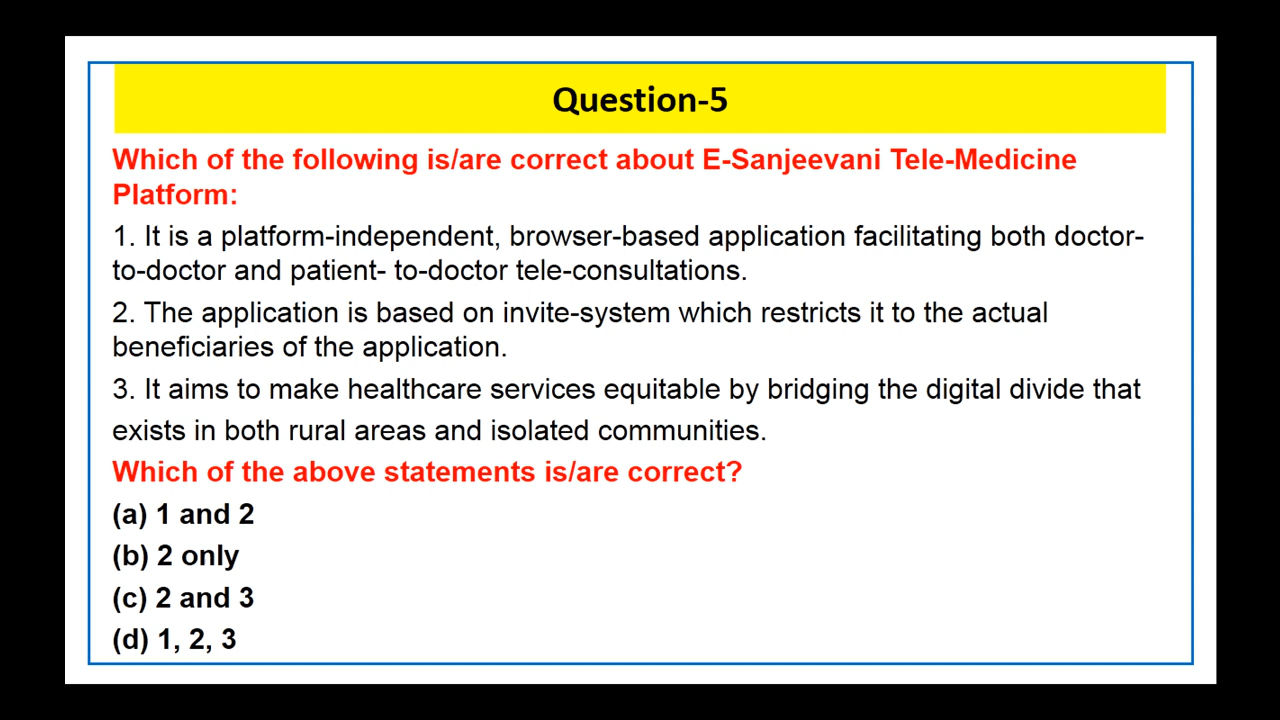 Question-5
Which of the following is/are correct about E-Sanjeevani Tele-Medicine
Platform:
1. It is a platform-independent, browser-based application facilitating both doctor-
to-doctor and patient- to-doctor tele-consultations.
2. The application is based on invite-system which restricts it to the actual
beneficiaries of the application.
3. It aims to make healthcare services equitable by bridging the digital divide that
exists in both rural areas and isolated communities.
Which of the above statements is/are correct?
(a) 1 and 2
(b) 2 only
(c) 2 and 3
(d) 1, 2, 3